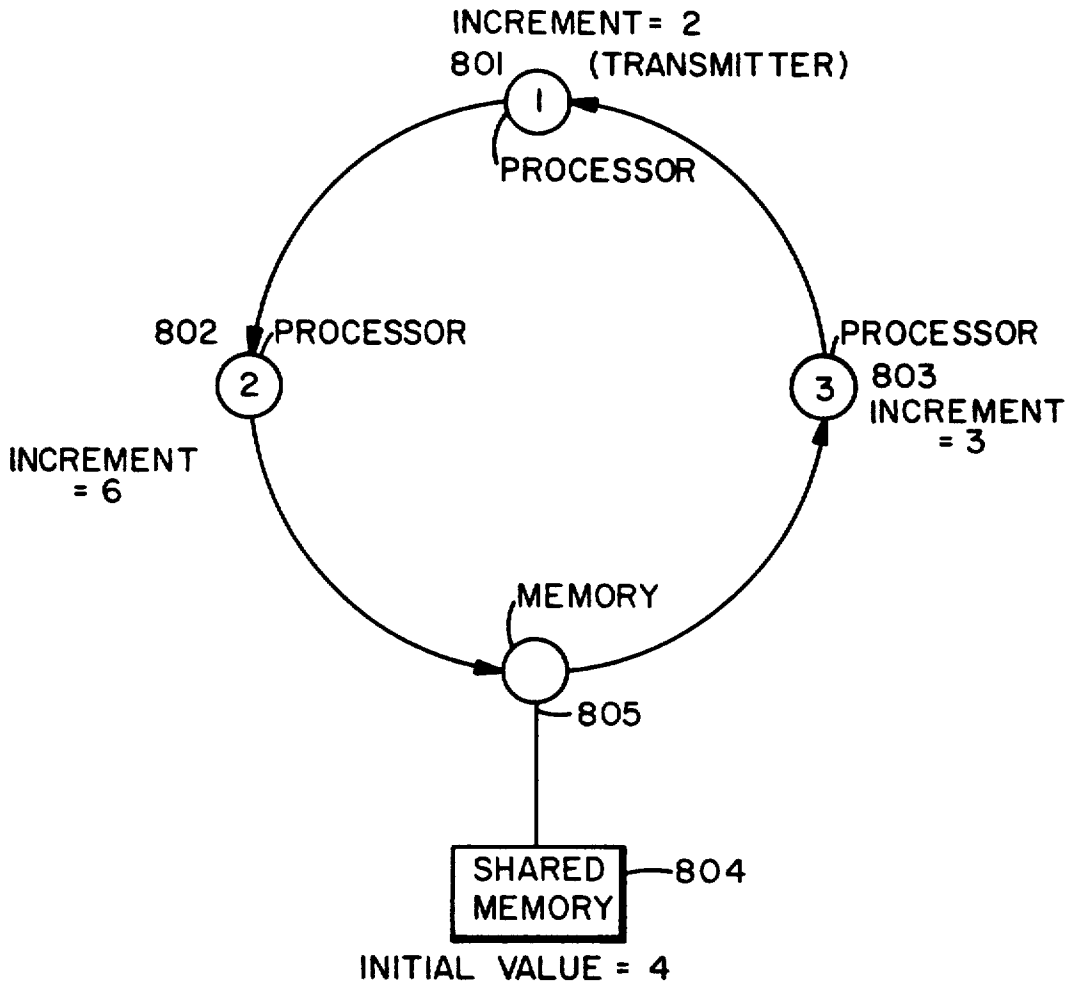 INCREMENT = 2
801 (TRANSMITTER)
1
PROCESSOR
802 PROCESSOR
2
INCREMENT
= 6
PROCESSOR
3
803
INCREMENT
= 3
MEMORY
805
SHARED
MEMORY
804
INITIAL VALUE = 4